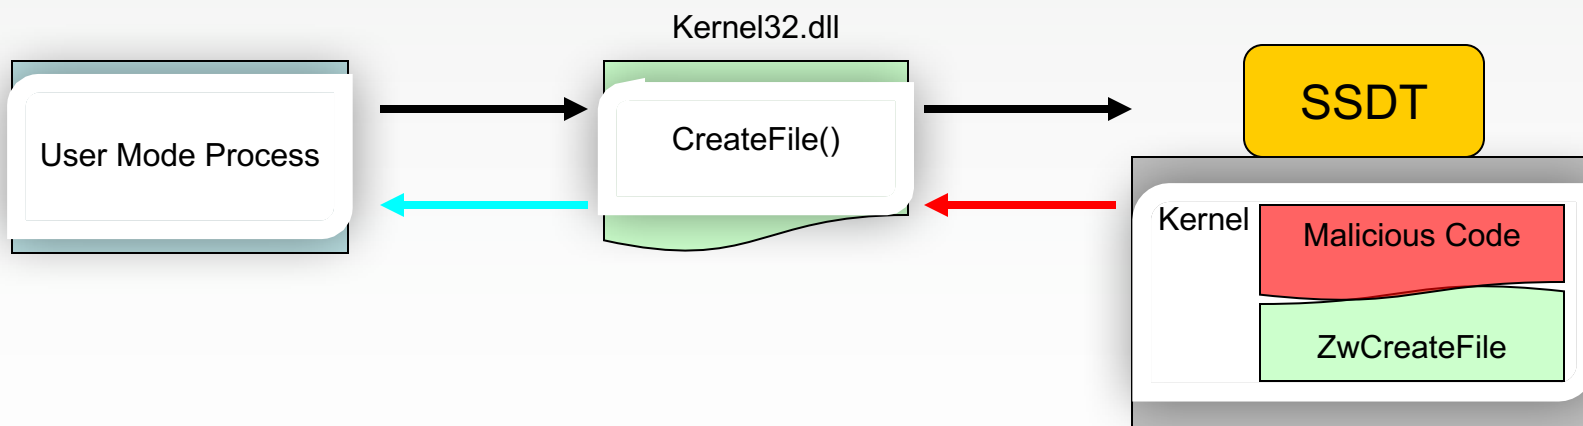 Kernel32.dll
User Mode Process
CreateFile()
SSDT
Kernel
Malicious Code
ZwCreateFile